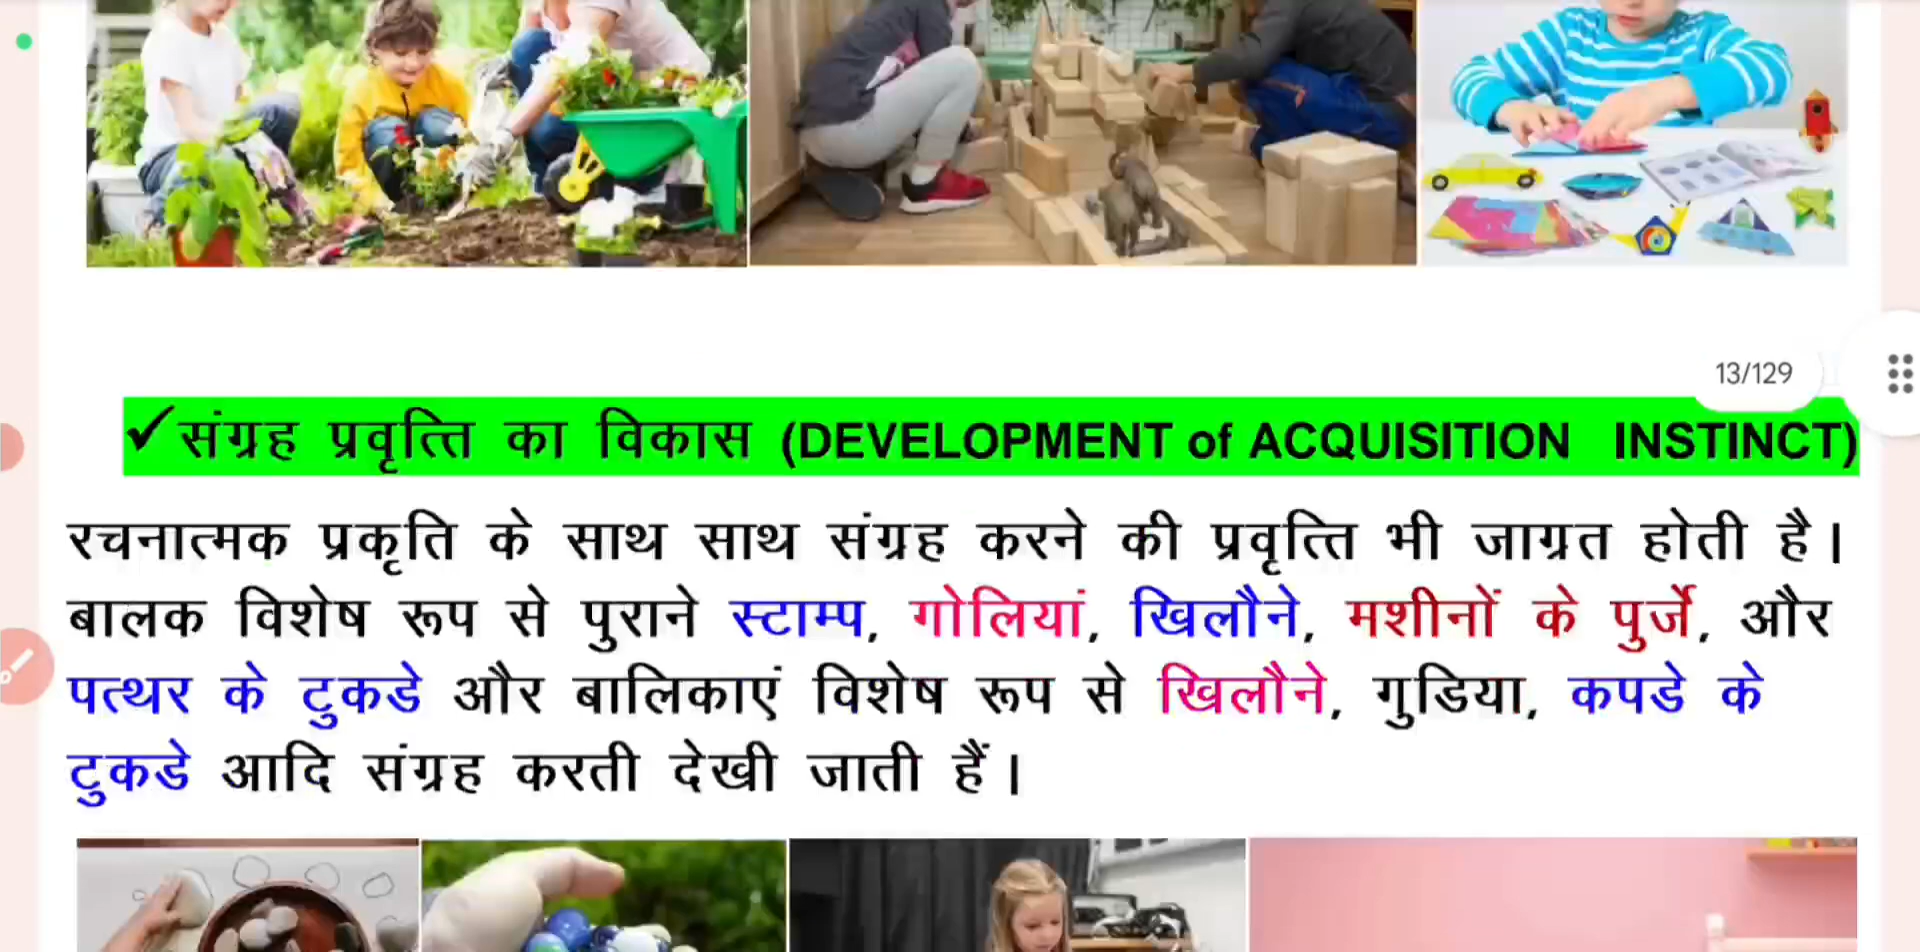 13/129
✓संग्रह प्रवृत्ति का विकास (DEVELOPMENT of ACQUISITION INSTINCT)
रचनात्मक प्रकृति के साथ साथ संग्रह करने की प्रवृत्ति भी जाग्रत होती है।
बालक विशेष रूप से पुराने स्टाम्प, गोलियां, खिलौने, मशीनों के पुर्जे, और
पत्थर के टुकडे और बालिकाएं विशेष रूप से खिलौने, गुडिया, कपडे के
टुकडे आदि संग्रह करती देखी जाती हैं।